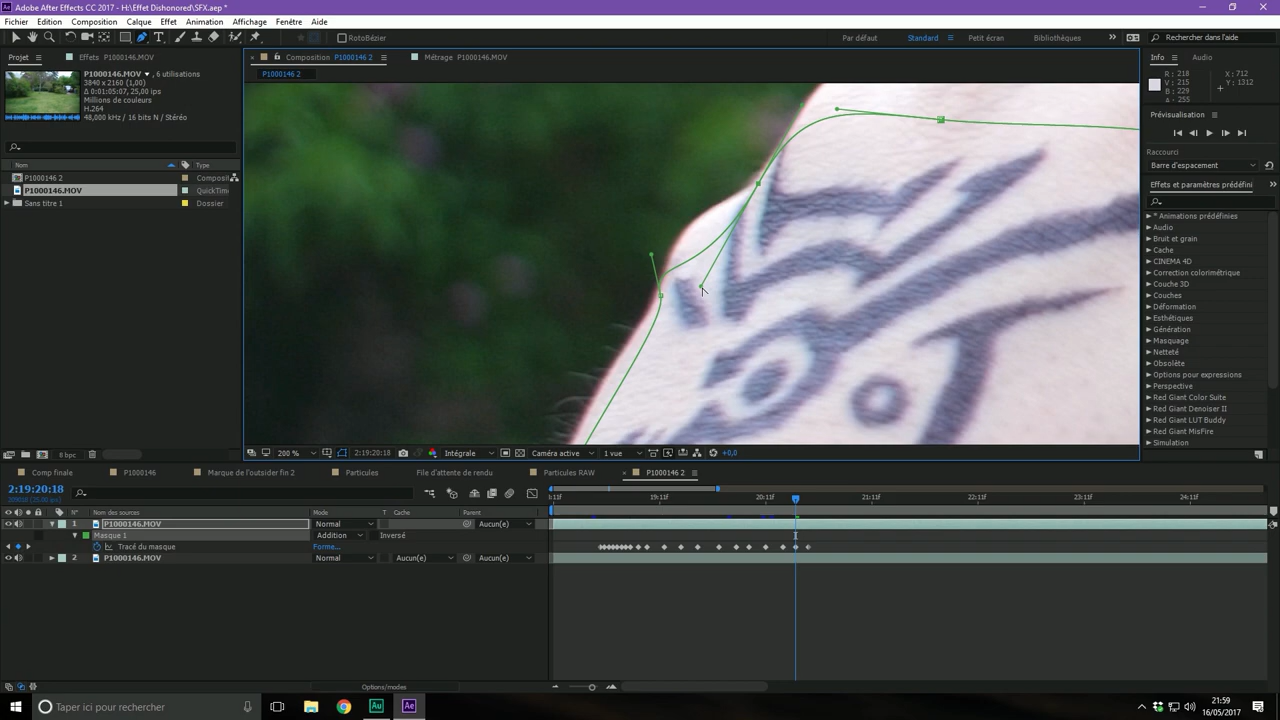 Adobe After Effects CC 2017 - H:\Effet Dishonored\SFX.aep *
Fichier Edition Composition Calque Effet Animation Affichage Fenêtre Aide
RotoBézier Par défaut Standard Petit écran Bibliothèques Rechercher dans l'aide
Projet Effets P1000146.MOV
P1000146.MOV , 6 utilisations
3840 x 2160 (1,00)
Δ 0:01:05:07, 25,00 i/s
Millions de couleurs
H.264
48,000 kHz / 16 bits N / Stéréo
Nom Type
P1000146 2 Composit
P1000146.MOV QuickTim
Sans titre 1 Dossier
8 bpc
Composition P1000146 2 Métrage P1000146.MOV
P1000146 2
200 % 2:19:20:18 Intégrale Caméra active 1 vue +0,0
Info Audio
R : 218
V : 215
B : 229
A : 255
X : 712
Y : 1312
Prévisualisation
Raccourci
Barre d'espacement
Effets et paramètres prédéfini
* Animations prédéfinies
Audio
Bruit et grain
Cache
CINEMA 4D
Correction colorimétrique
Couche 3D
Couches
Déformation
Esthétiques
Génération
Masquage
Netteté
Obsolète
Options pour expressions
Perspective
Red Giant Color Suite
Red Giant Denoiser II
Red Giant LUT Buddy
Red Giant MisFire
Simulation
Comp finale P1000146 Marque de l'outsider fin 2 Particules File d'attente de rendu Particules RAW P1000146 2
2:19:20:18
(25.00 i/s)
N° Nom des sources Mode T Cache Parent
:11f 19:11f 20:11f 21:11f 22:11f 23:11f 24:11f
1 P1000146.MOV Normal Aucun(e)
Masque 1 Addition Inversé
Tracé du masque Forme...
2 P1000146.MOV Normal Aucun(e) Aucun(e)
Options/modes
Taper ici pour rechercher
Au Ae
21:59
16/05/2017